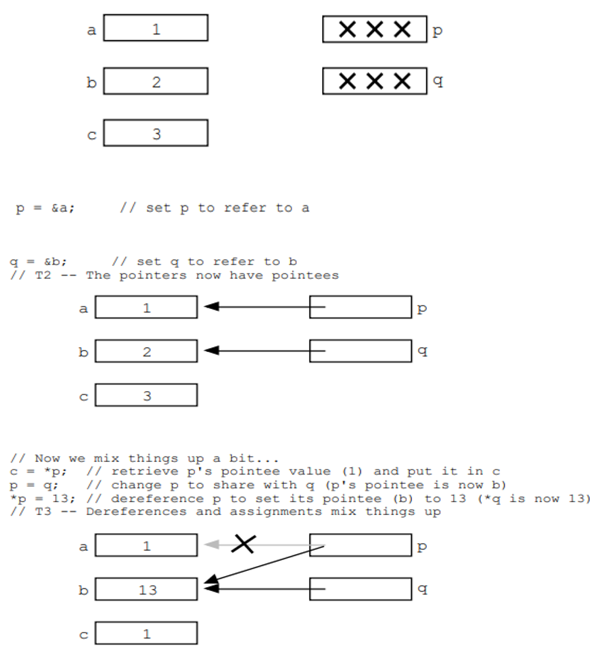 a 1 XXX p
b 2 XXX q
c 3
p = &a; // set p to refer to a
q = &b; // set q to refer to b
// T2 -- The pointers now have pointees
a 1 p
b 2 q
c 3
// Now we mix things up a bit...
c = *p; // retrieve p's pointee value (1) and put it in c
p = q; // change p to share with q (p's pointee is now b)
*p = 13; // dereference p to set its pointee (b) to 13 (*q is now 13)
// T3 -- Dereferences and assignments mix things up
a 1 p
b 13 q
c 1